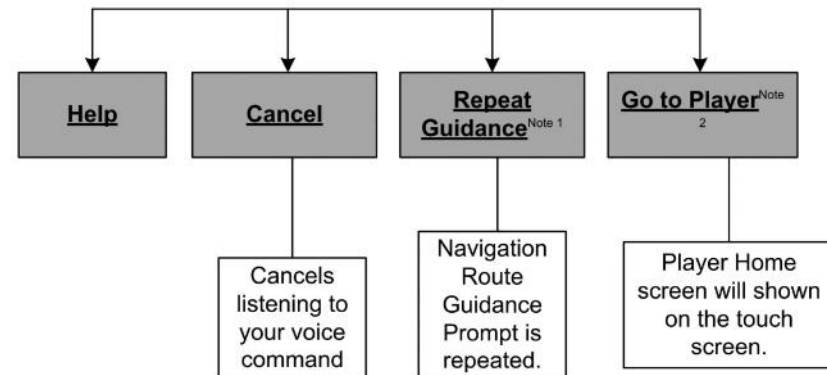 Help
Cancel
Repeat
Guidance Note 1
Go to Player Note
2
Cancels
listening to
your voice
command
Navigation
Route
Guidance
Prompt is
repeated.
Player Home
screen will shown
on the touch
screen.